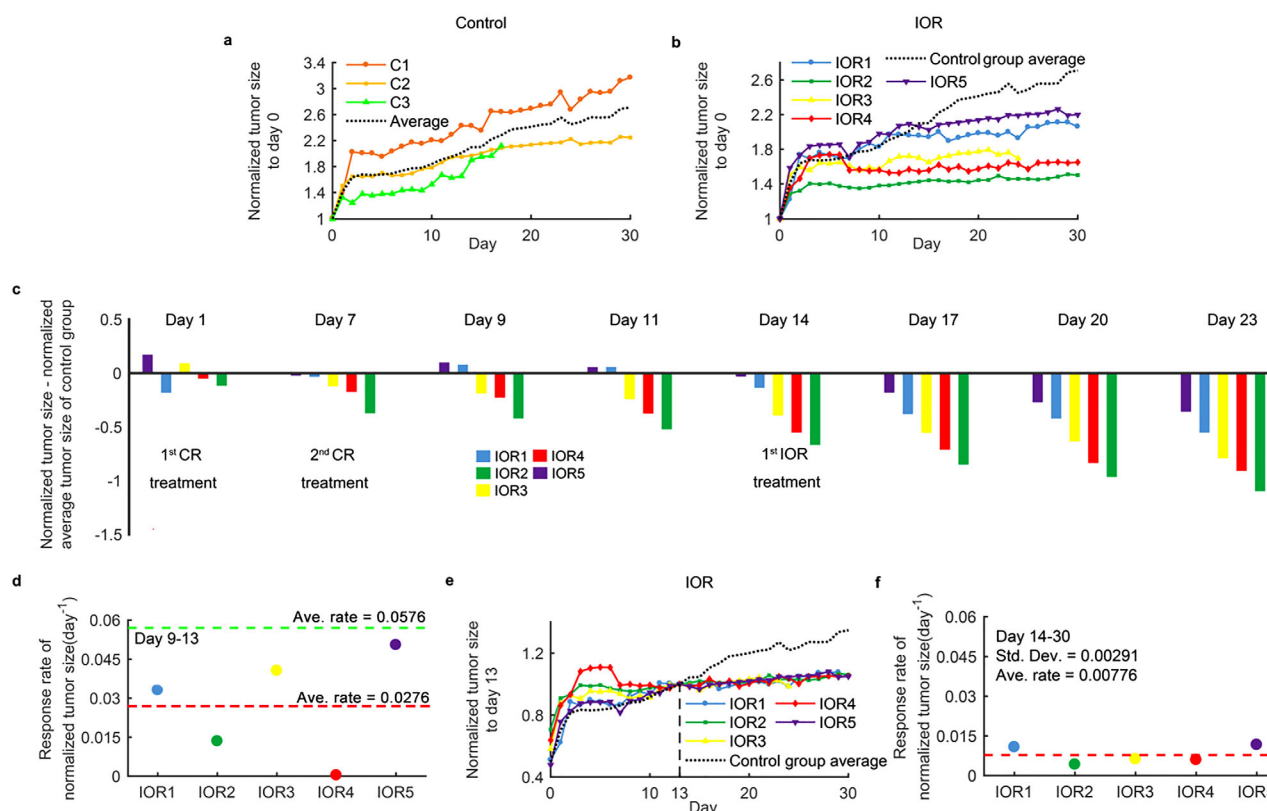 Control
IOR
a
b
Normalized tumor size
to day 0
3.4
3
2.6
2.2
1.8
1.4
1
0
10
20
30
Day
C1
C2
C3
Average
Normalized tumor size
to day 0
2.6
2.2
1.8
1.4
1
0
10
20
30
Day
IOR1
IOR2
IOR3
IOR4
Control group average
IOR5
c
Normalized tumor size - normalized
average tumor size of control group
0.5
0
-0.5
-1
-1.5
Day 1
Day 7
Day 9
Day 11
Day 14
Day 17
Day 20
Day 23
1st CR
treatment
2nd CR
treatment
IOR1
IOR4
IOR2
IOR5
IOR3
1st IOR
treatment
d
Response rate of
normalized tumor size(day-1)
0.06
0.045
0.03
0.015
0
Day 9-13
Ave. rate = 0.0576
Ave. rate = 0.0276
IOR1
IOR2
IOR3
IOR4
IOR5
e
IOR
Normalized tumor size
to day 13
1.2
0.8
0.4
0
10
13
20
30
Day
IOR1
IOR4
IOR2
IOR5
IOR3
Control group average
f
Response rate of
normalized tumor size(day-1)
0.06
0.045
0.03
0.015
0
Day 14-30
Std. Dev. = 0.00291
Ave. rate = 0.00776
IOR1
IOR2
IOR3
IOR4